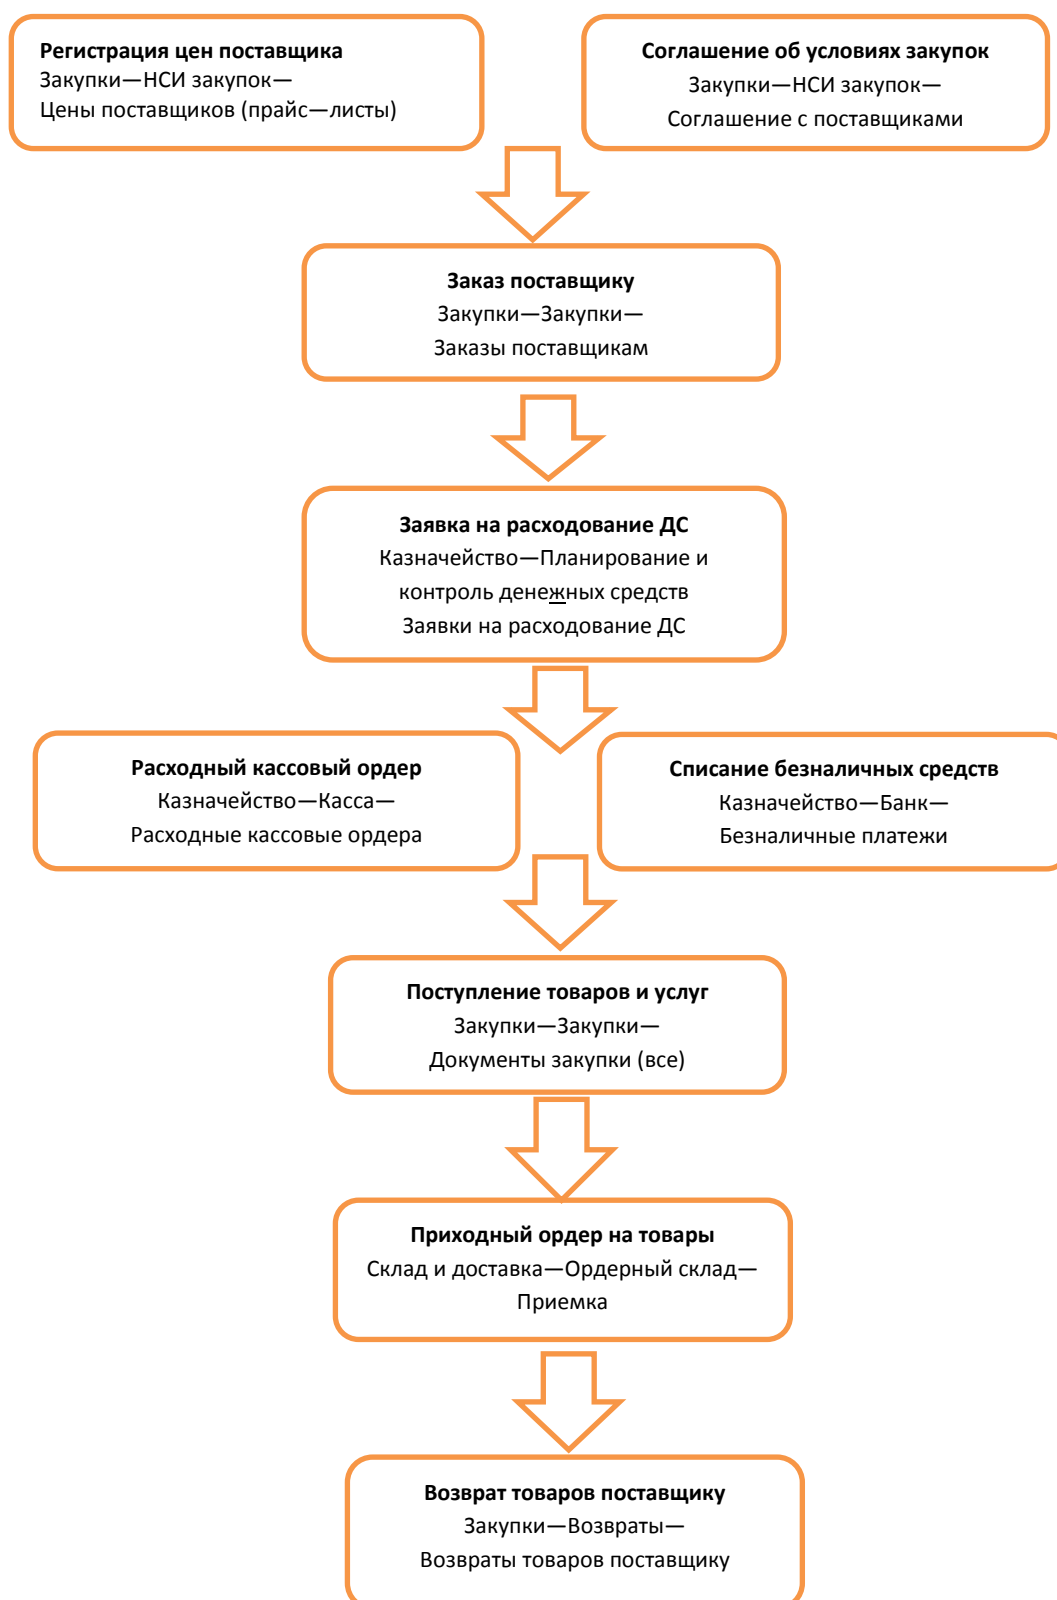 Регистрация цен поставщика
Закупки—НСИ закупок—
Цены поставщиков (прайс—листы)
Соглашение об условиях закупок
Закупки—НСИ закупок—
Соглашение с поставщиками
Заказ поставщику
Закупки—Закупки—
Заказы поставщикам
Заявка на расходование ДС
Казначейство—Планирование и
контроль денежных средств
Заявки на расходование ДС
Расходный кассовый ордер
Казначейство—Касса—
Расходные кассовые ордера
Списание безналичных средств
Казначейство—Банк—
Безналичные платежи
Поступление товаров и услуг
Закупки—Закупки—
Документы закупки (все)
Приходный ордер на товары
Склад и доставка—Ордерный склад—
Приемка
Возврат товаров поставщику
Закупки—Возвраты—
Возвраты товаров поставщику